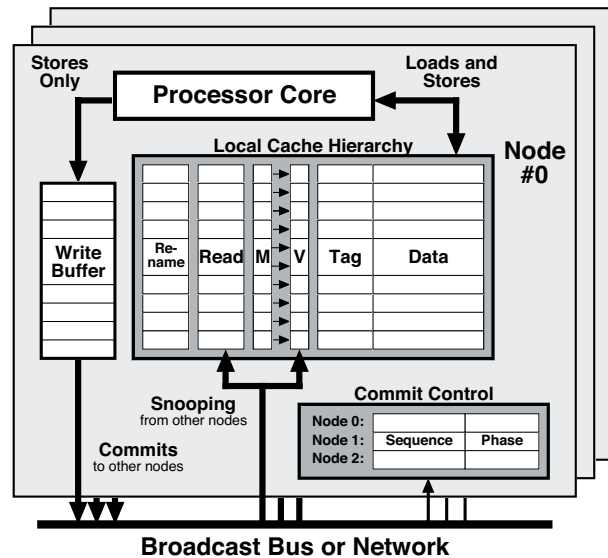 Stores
Only
Processor Core
Loads and
Stores
Local Cache Hierarchy
Node
#0
Write
Buffer
Re-
name
Read
M
V
Tag
Data
Snooping
from other nodes
Commits
to other nodes
Commit Control
Node 0:
Node 1: Sequence Phase
Node 2:
Broadcast Bus or Network